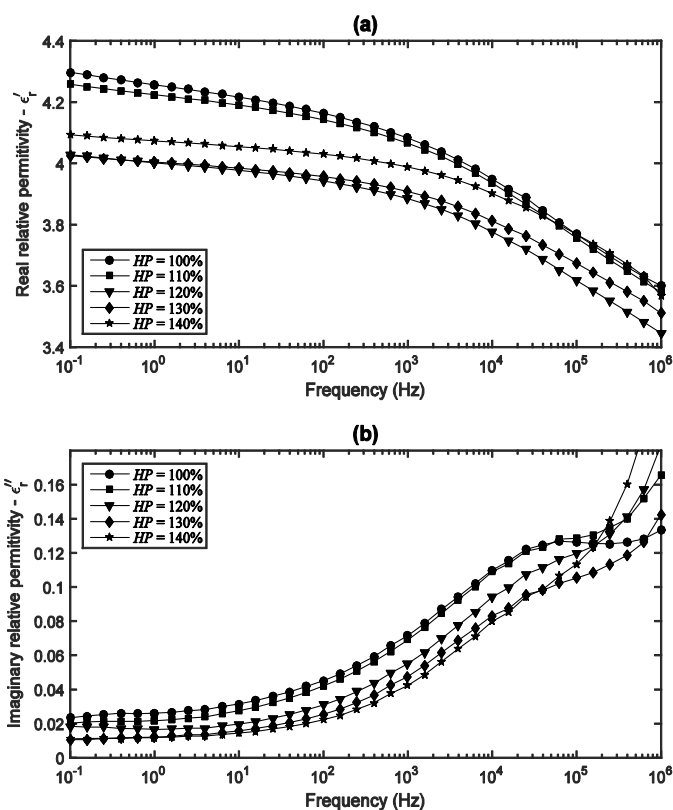 (a)
4.4
4.2
4
3.8
3.6
3.4
Real relative permitivity - ϵ′r
HP = 100%
HP = 110%
HP = 120%
HP = 130%
HP = 140%
10⁻¹ 10⁰ 10¹ 10² 10³ 10⁴ 10⁵ 10⁶
Frequency (Hz)
(b)
0.16
0.14
0.12
0.1
0.08
0.06
0.04
0.02
0
Imaginary relative permitivity - ϵ″r
HP = 100%
HP = 110%
HP = 120%
HP = 130%
HP = 140%
10⁻¹ 10⁰ 10¹ 10² 10³ 10⁴ 10⁵ 10⁶
Frequency (Hz)